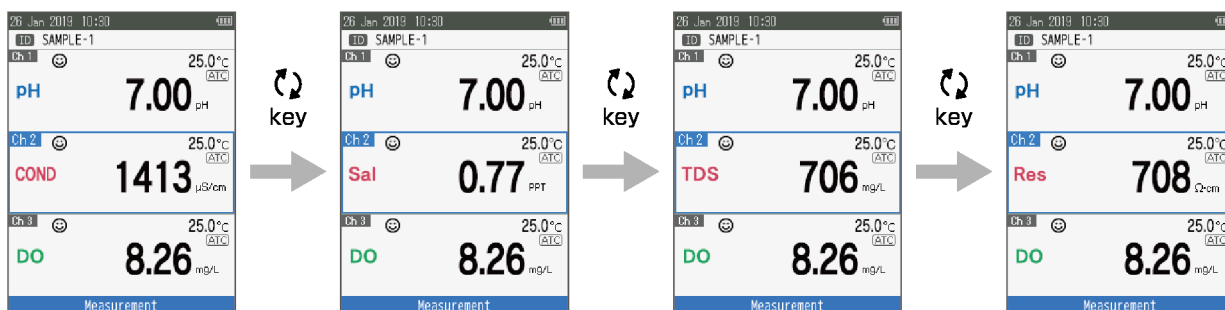 26 Jan 2019 10:30
ID SAMPLE-1
Ch 1 25.0°C
ATC
pH 7.00 pH
Ch 2 25.0°C
ATC
COND 1413 µS/cm
Ch 3 25.0°C
ATC
DO 8.26 mg/L
Measurement
key
26 Jan 2019 10:30
ID SAMPLE-1
Ch 1 25.0°C
ATC
pH 7.00 pH
Ch 2 25.0°C
ATC
Sal 0.77 PPT
Ch 3 25.0°C
ATC
DO 8.26 mg/L
Measurement
key
26 Jan 2019 10:30
ID SAMPLE-1
Ch 1 25.0°C
ATC
pH 7.00 pH
Ch 2 25.0°C
ATC
TDS 706 mg/L
Ch 3 25.0°C
ATC
DO 8.26 mg/L
Measurement
key
26 Jan 2019 10:30
ID SAMPLE-1
Ch 1 25.0°C
ATC
pH 7.00 pH
Ch 2 25.0°C
ATC
Res 708 Ω·cm
Ch 3 25.0°C
ATC
DO 8.26 mg/L
Measurement